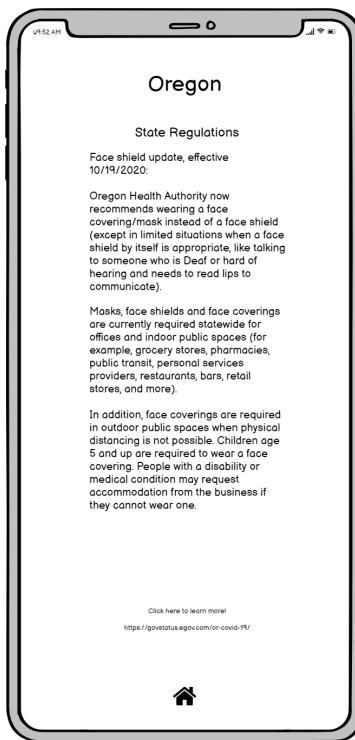 09:52 AM
Oregon
State Regulations
Face shield update, effective
10/19/2020:
Oregon Health Authority now
recommends wearing a face
covering/mask instead of a face shield
(except in limited situations when a face
shield by itself is appropriate, like talking
to someone who is Deaf or hard of
hearing and needs to read lips to
communicate).
Masks, face shields and face coverings
are currently required statewide for
offices and indoor public spaces (for
example, grocery stores, pharmacies,
public transit, personal services
providers, restaurants, bars, retail
stores, and more).
In addition, face coverings are required
in outdoor public spaces when physical
distancing is not possible. Children age
5 and up are required to wear a face
covering. People with a disability or
medical condition may request
accommodation from the business if
they cannot wear one.
Click here to learn more!
https://govstatus.egov.com/or-covid-19/